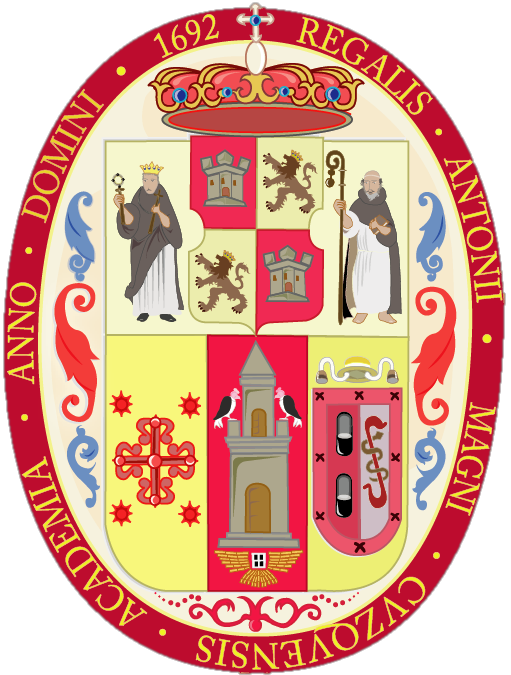 REGALIS • ANTONII • MAGNI • CVZQVENSIS • ACADEMIA • ANNO • DOMINI • 1692